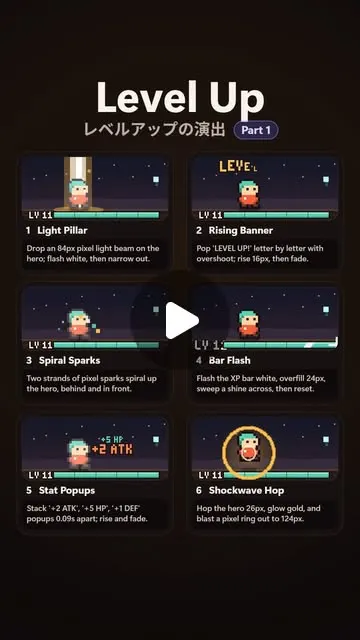 Level Up
レベルアップの演出 Part 1
LV 11
1 Light Pillar
Drop an 84px pixel light beam on the
hero; flash white, then narrow out.
LEVE'L
LV 11
2 Rising Banner
Pop 'LEVEL UP!' letter by letter with
overshoot; rise 16px, then fade.
LV 11
3 Spiral Sparks
Two strands of pixel sparks spiral up
the hero, behind and in front.
LV 11
4 Bar Flash
Flash the XP bar white, overfill 24px,
sweep a shine across, then reset.
+5 HP
+2 ATK
LV 11
5 Stat Popups
Stack '+2 ATK', '+5 HP', '+1 DEF'
popups 0.09s apart; rise and fade.
LV 11
6 Shockwave Hop
Hop the hero 26px, glow gold, and
blast a pixel ring out to 124px.